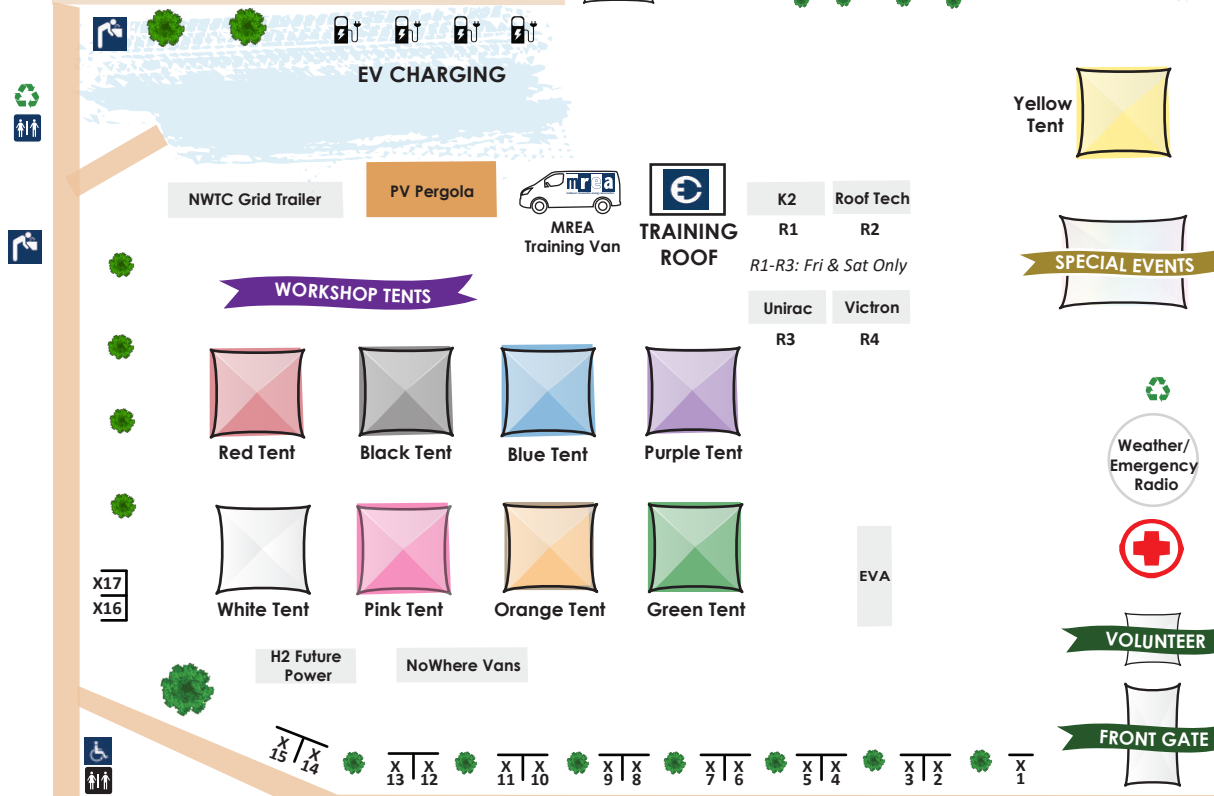 EV CHARGING
Yellow
Tent
NWTC Grid Trailer
PV Pergola
mrea
MREA
Training Van
TRAINING
ROOF
K2
Roof Tech
R1
R2
R1-R3: Fri & Sat Only
Unirac
Victron
R3
R4
SPECIAL EVENTS
WORKSHOP TENTS
Red Tent
Black Tent
Blue Tent
Purple Tent
Weather/
Emergency
Radio
EVA
X17
X16
White Tent
Pink Tent
Orange Tent
Green Tent
VOLUNTEER
H2 Future
Power
NoWhere Vans
FRONT GATE
X
15
X
14
X
13
X
12
X
11
X
10
X
9
X
8
X
7
X
6
X
5
X
4
X
3
X
2
X
1